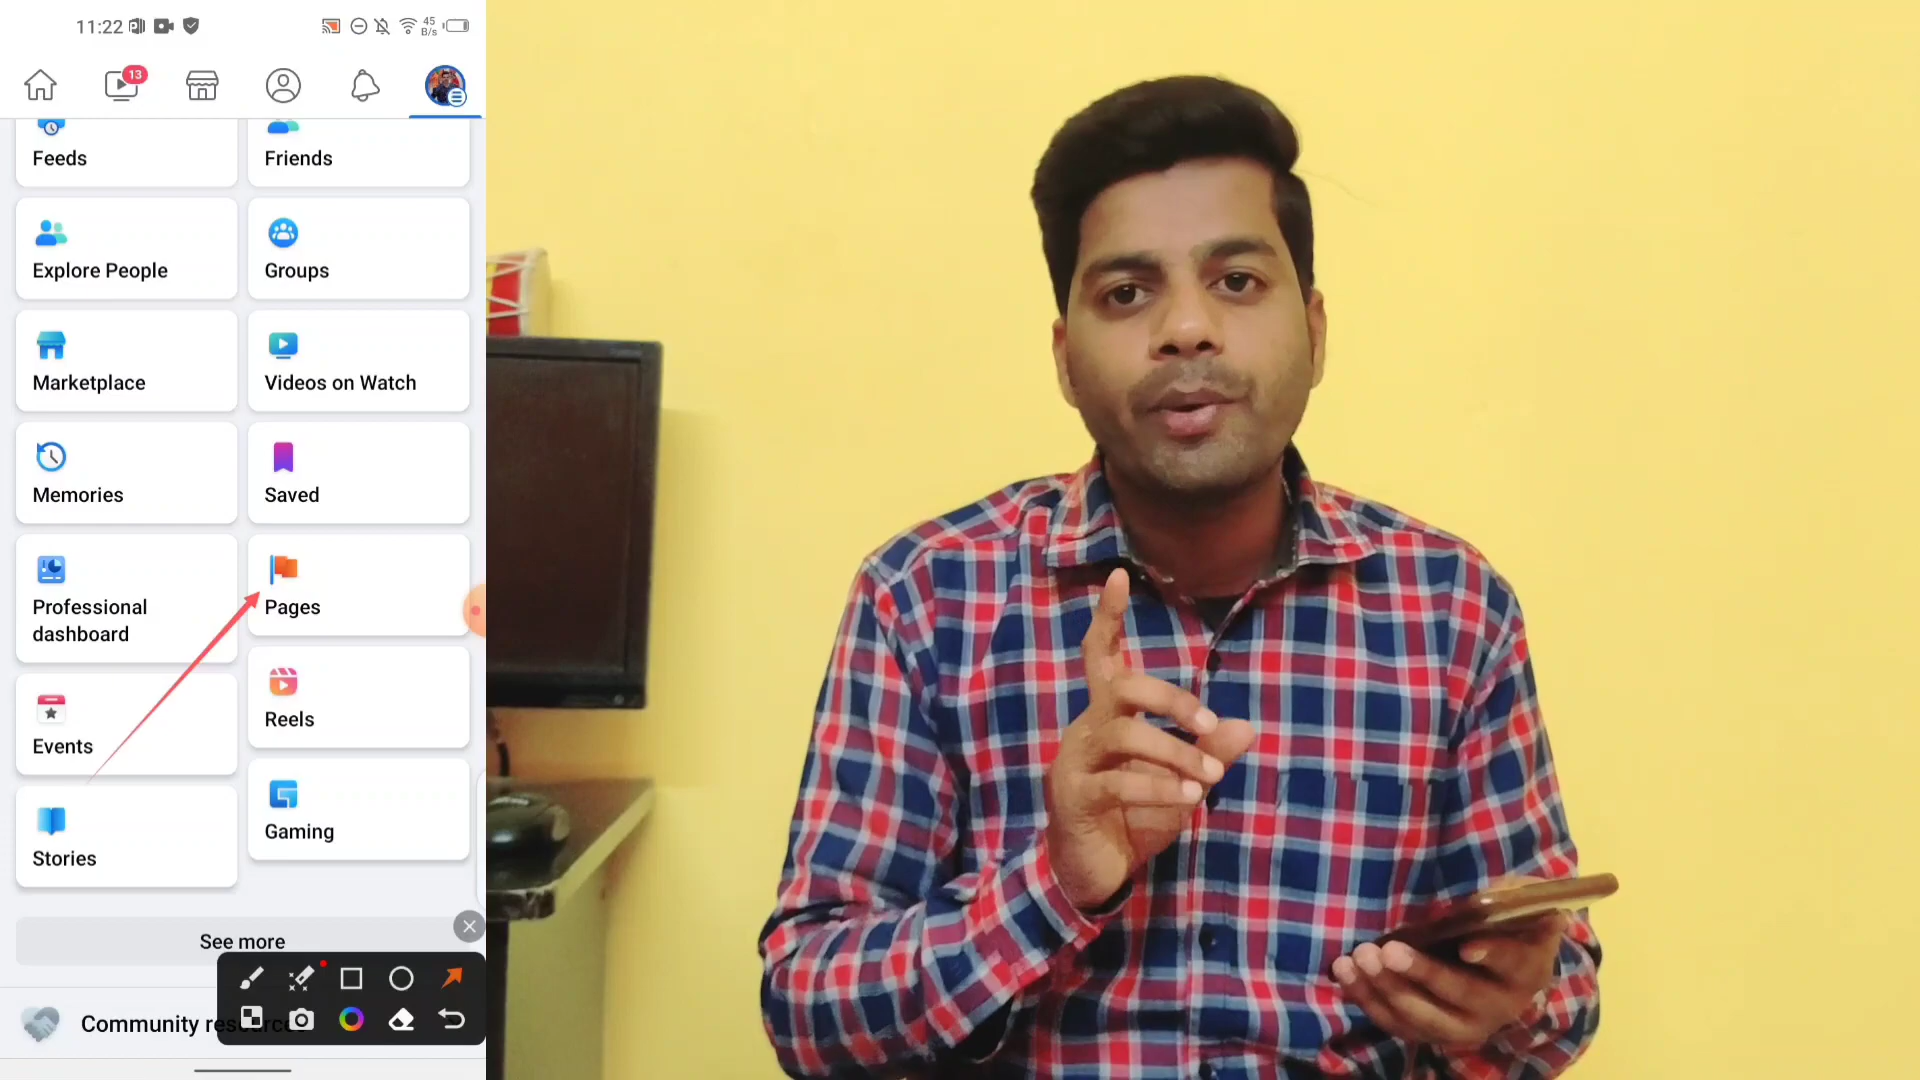 11:22
45
B/s
13
Feeds
Friends
Explore People
Groups
Marketplace
Videos on Watch
Memories
Saved
Professional
dashboard
Pages
Events
Reels
Stories
Gaming
See more
Community